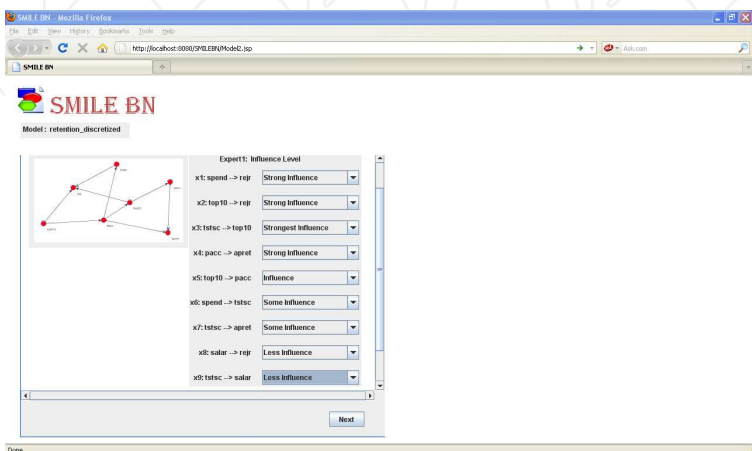 SMILE BN - Mozilla Firefox
File Edit View History Bookmarks Tools Help
http://localhost:8080/SMILEBN/Model2.jsp
Ask.com
SMILE BN
SMILE BN
Model : retention_discretized
Expert1: Influence Level
x1: spend --> rejr Strong Influence
x2: top10 --> rejr Strong Influence
x3: tstsc --> top10 Strongest Influence
x4: pacc --> apret Strong Influence
x5: top10 --> pacc Influence
x6: spend --> tstsc Some Influence
x7: tstsc --> apret Some Influence
x8: salar --> rejr Less Influence
x9: tstsc --> salar Less Influence
Next
Done